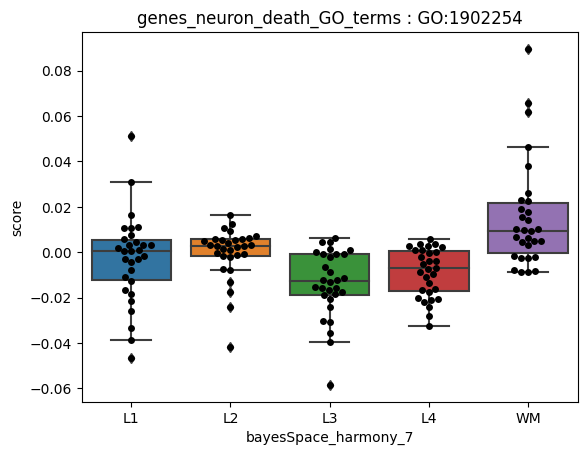 genes_neuron_death_GO_terms : GO:1902254
score
0.08
0.06
0.04
0.02
0.00
−0.02
−0.04
−0.06
L1 L2 L3 L4 WM
bayesSpace_harmony_7